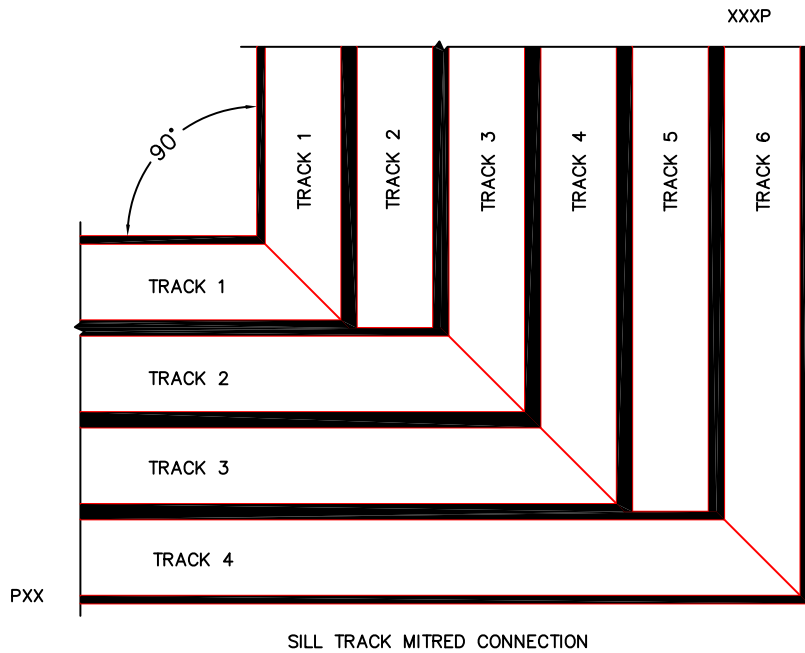 XXXP
90°
TRACK 1
TRACK 2
TRACK 3
TRACK 4
TRACK 5
TRACK 6
TRACK 1
TRACK 2
TRACK 3
TRACK 4
PXX
SILL TRACK MITRED CONNECTION